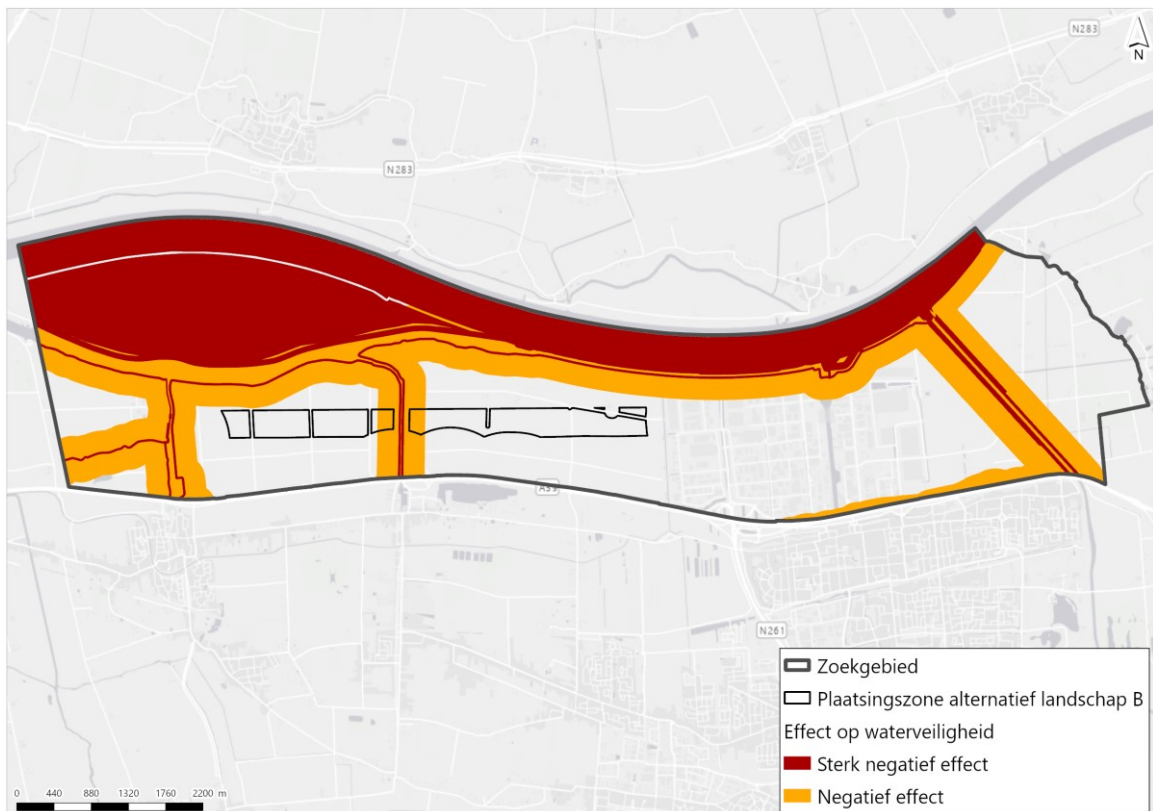 N283
N
N283
A59
N261
Zoekgebied
Plaatsingszone alternatief landschap B
Effect op waterveiligheid
Sterk negatief effect
Negatief effect
0 440 880 1320 1760 2200 m